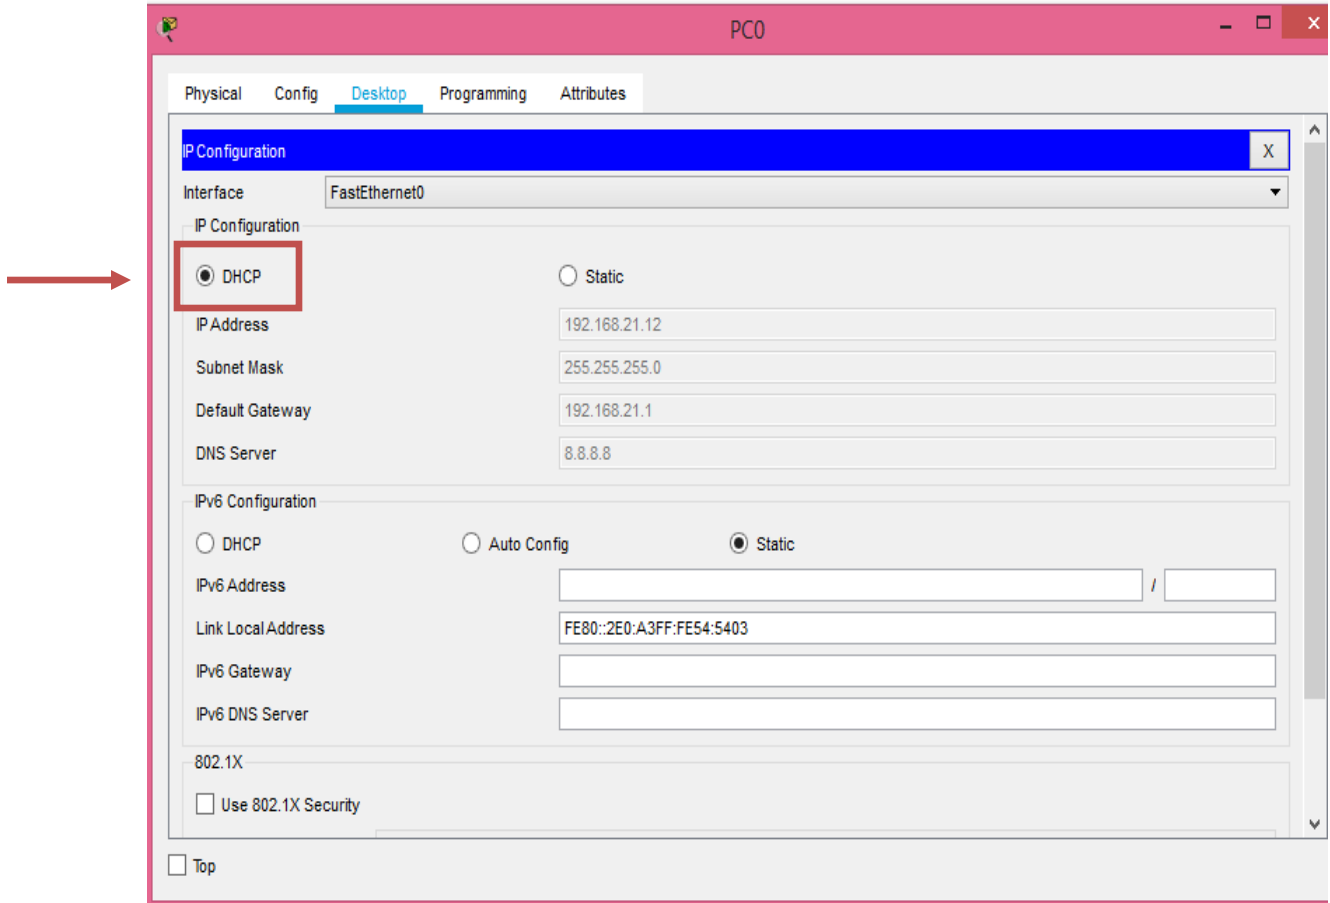 PC0
Physical Config Desktop Programming Attributes
IP Configuration X
Interface FastEthernet0
IP Configuration
DHCP Static
IP Address 192.168.21.12
Subnet Mask 255.255.255.0
Default Gateway 192.168.21.1
DNS Server 8.8.8.8
IPv6 Configuration
DHCP Auto Config Static
IPv6 Address /
Link Local Address FE80::2E0:A3FF:FE54:5403
IPv6 Gateway
IPv6 DNS Server
802.1X
Use 802.1X Security
Top